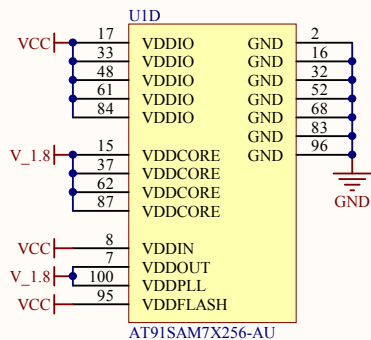 U1D
VCC 17 VDDIO GND 2
33 VDDIO GND 16
48 VDDIO GND 32
61 VDDIO GND 52
84 VDDIO GND 68
GND 83
V_1.8 15 VDDCORE GND 96
37 VDDCORE
62 VDDCORE GND
87 VDDCORE
VCC 8 VDDIN
7 VDDOUT
V_1.8 100 VDDPLL
VCC 95 VDDFLASH
AT91SAM7X256-AU